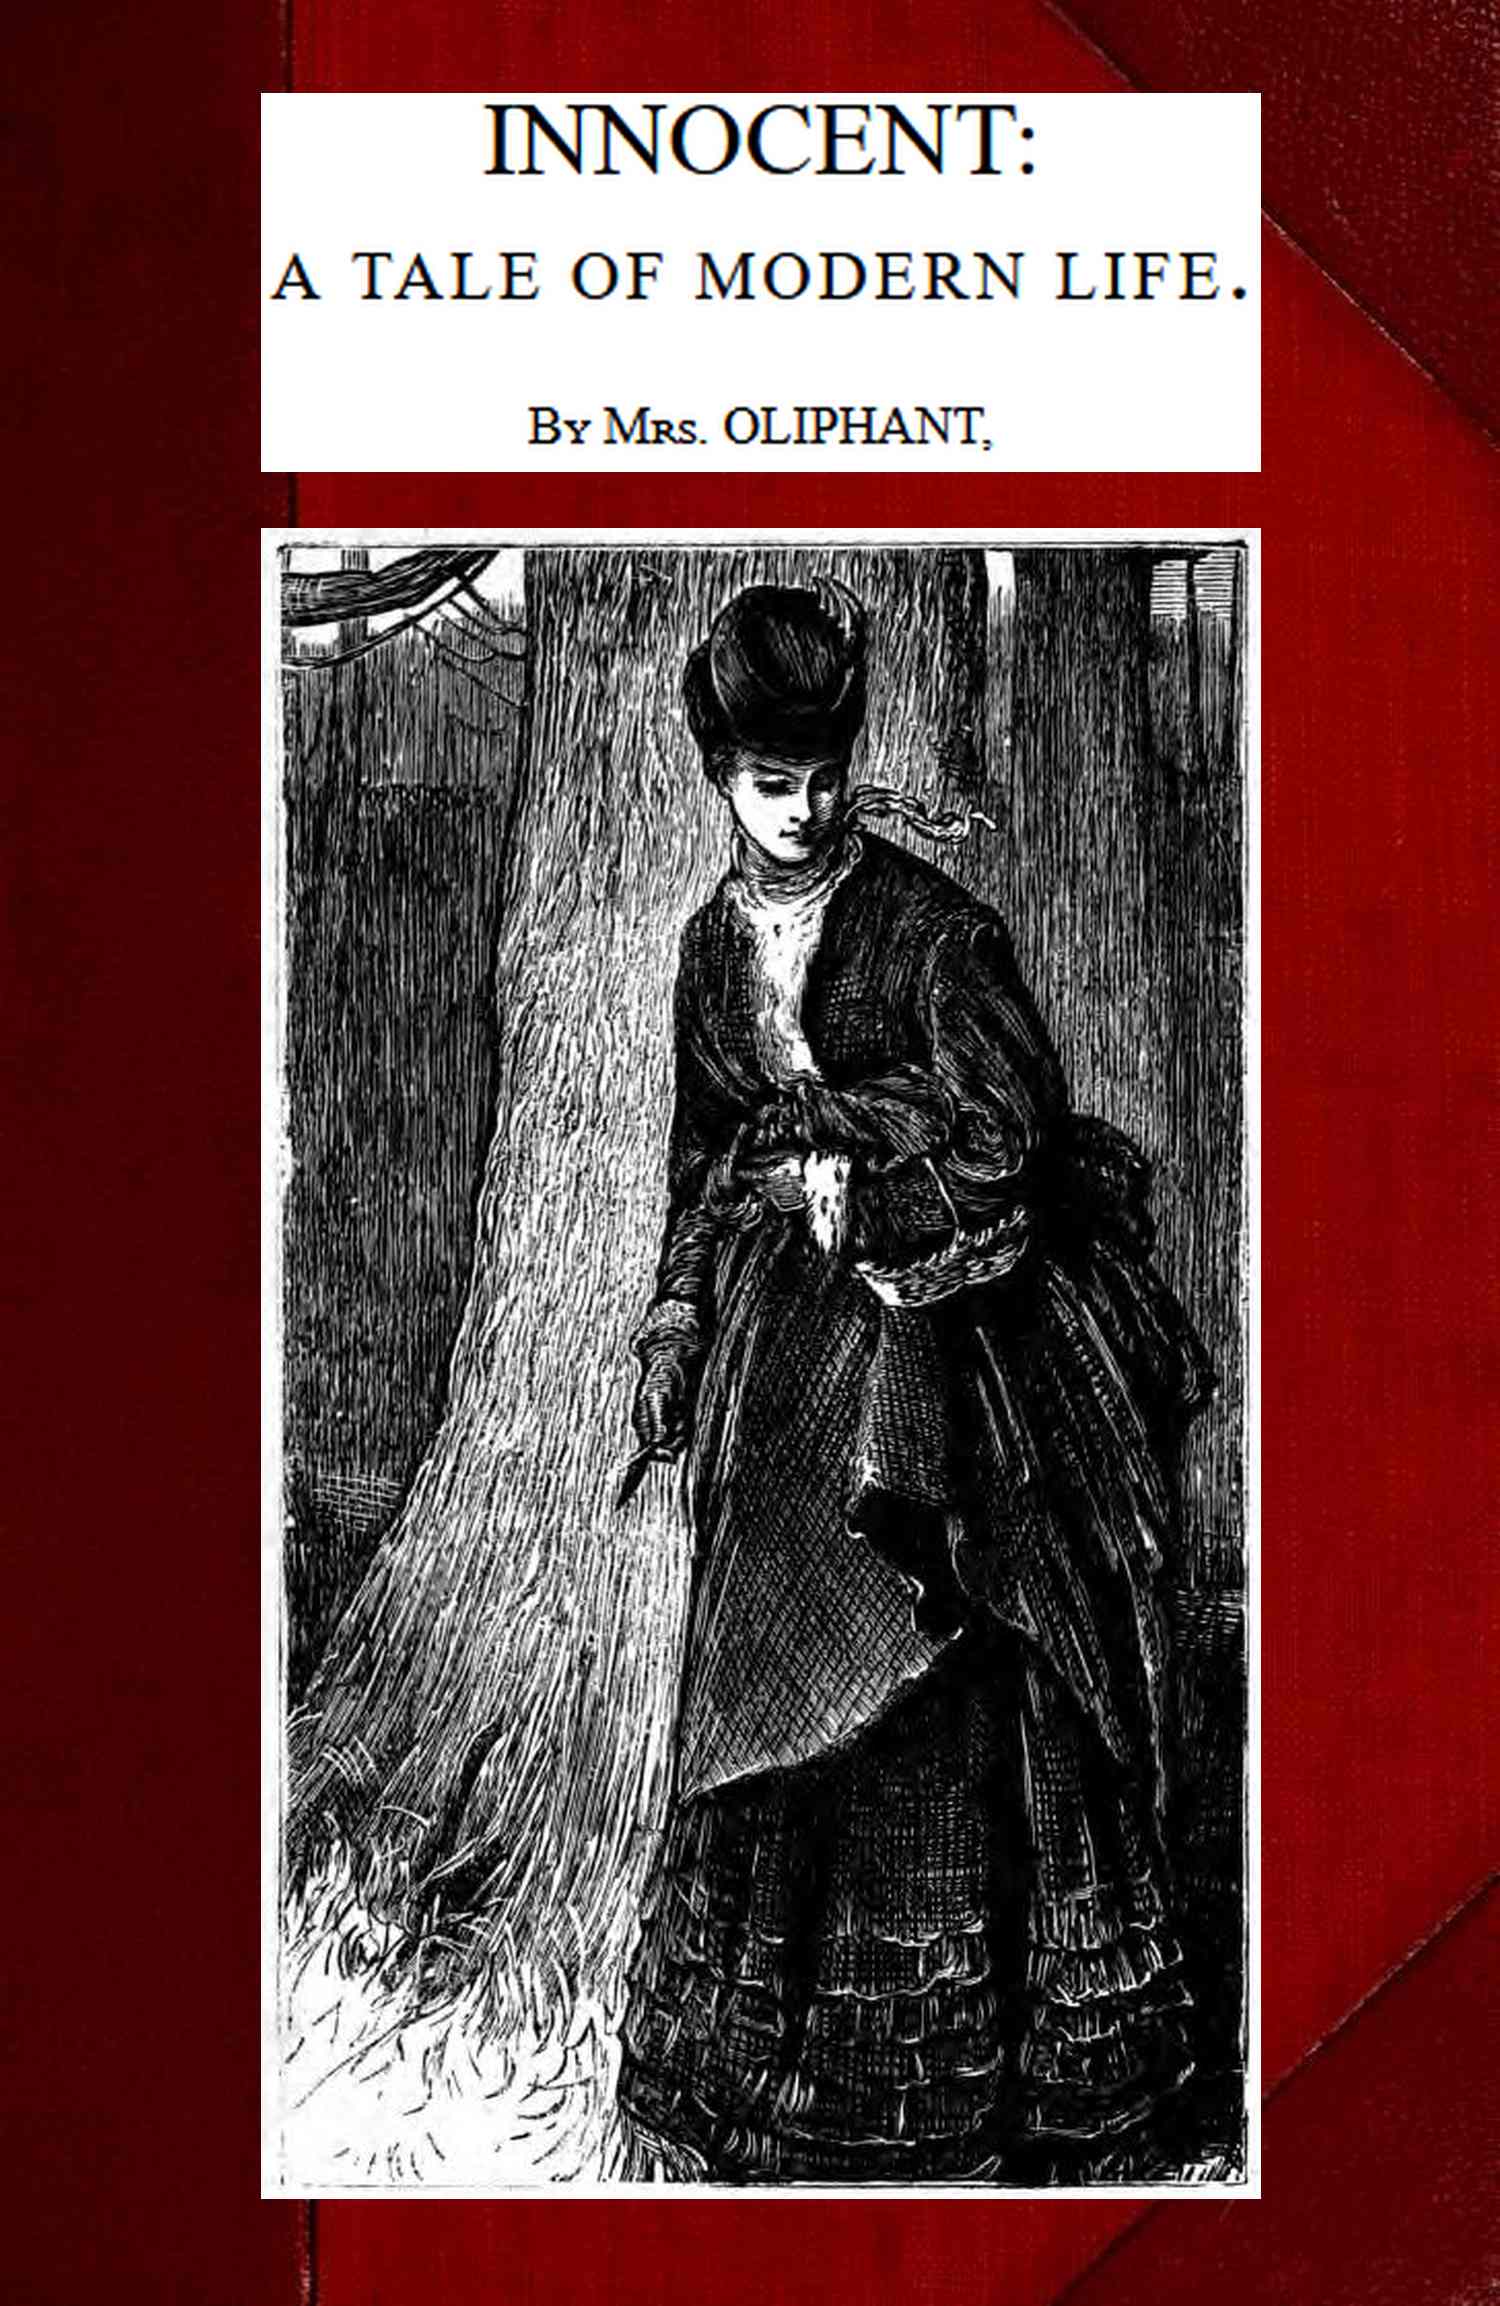 INNOCENT:
A TALE OF MODERN LIFE.
By Mrs. OLIPHANT,